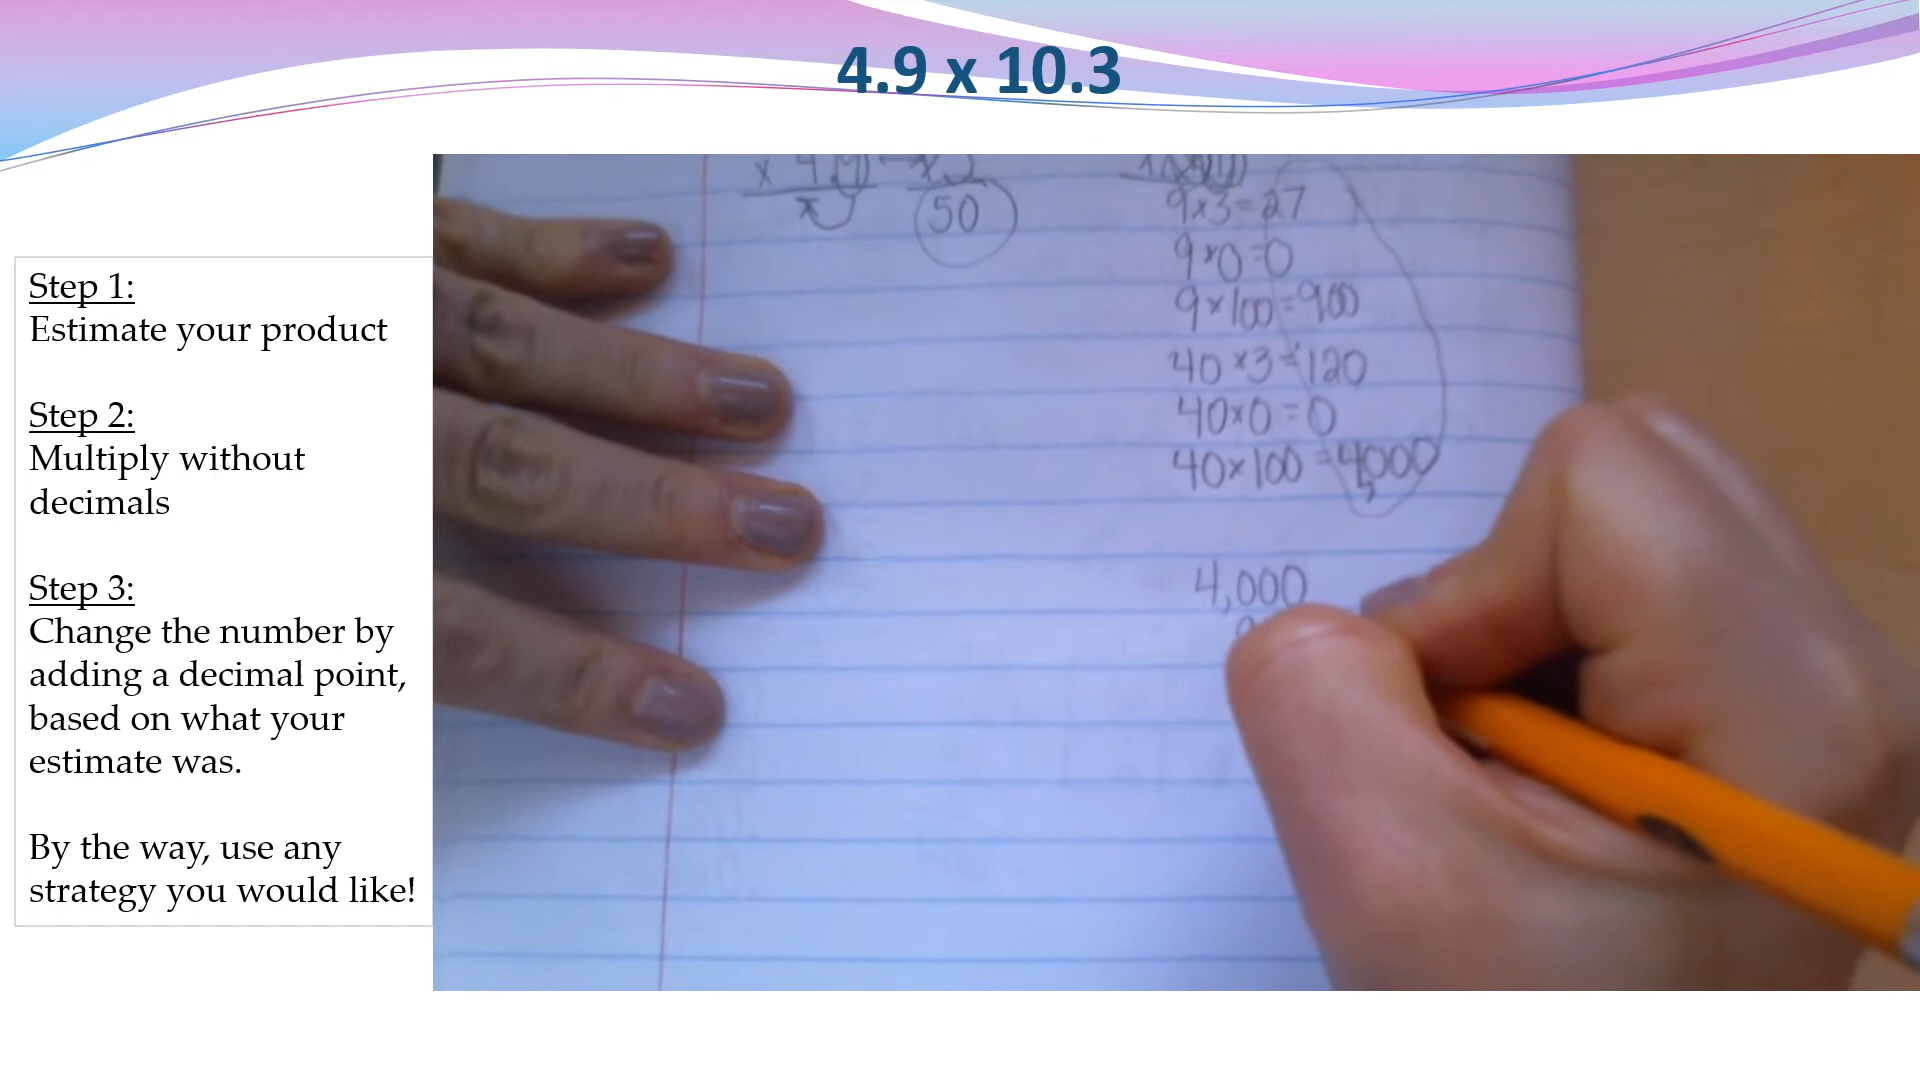 4.9 x 10.3
Step 1:
Estimate your product
Step 2:
Multiply without
decimals
Step 3:
Change the number by
adding a decimal point,
based on what your
estimate was.
By the way, use any
strategy you would like!
x 4.9
50
9x3=27
9x0=0
9x100=900
40x3=120
40x0=0
40x100=4,000
4,000